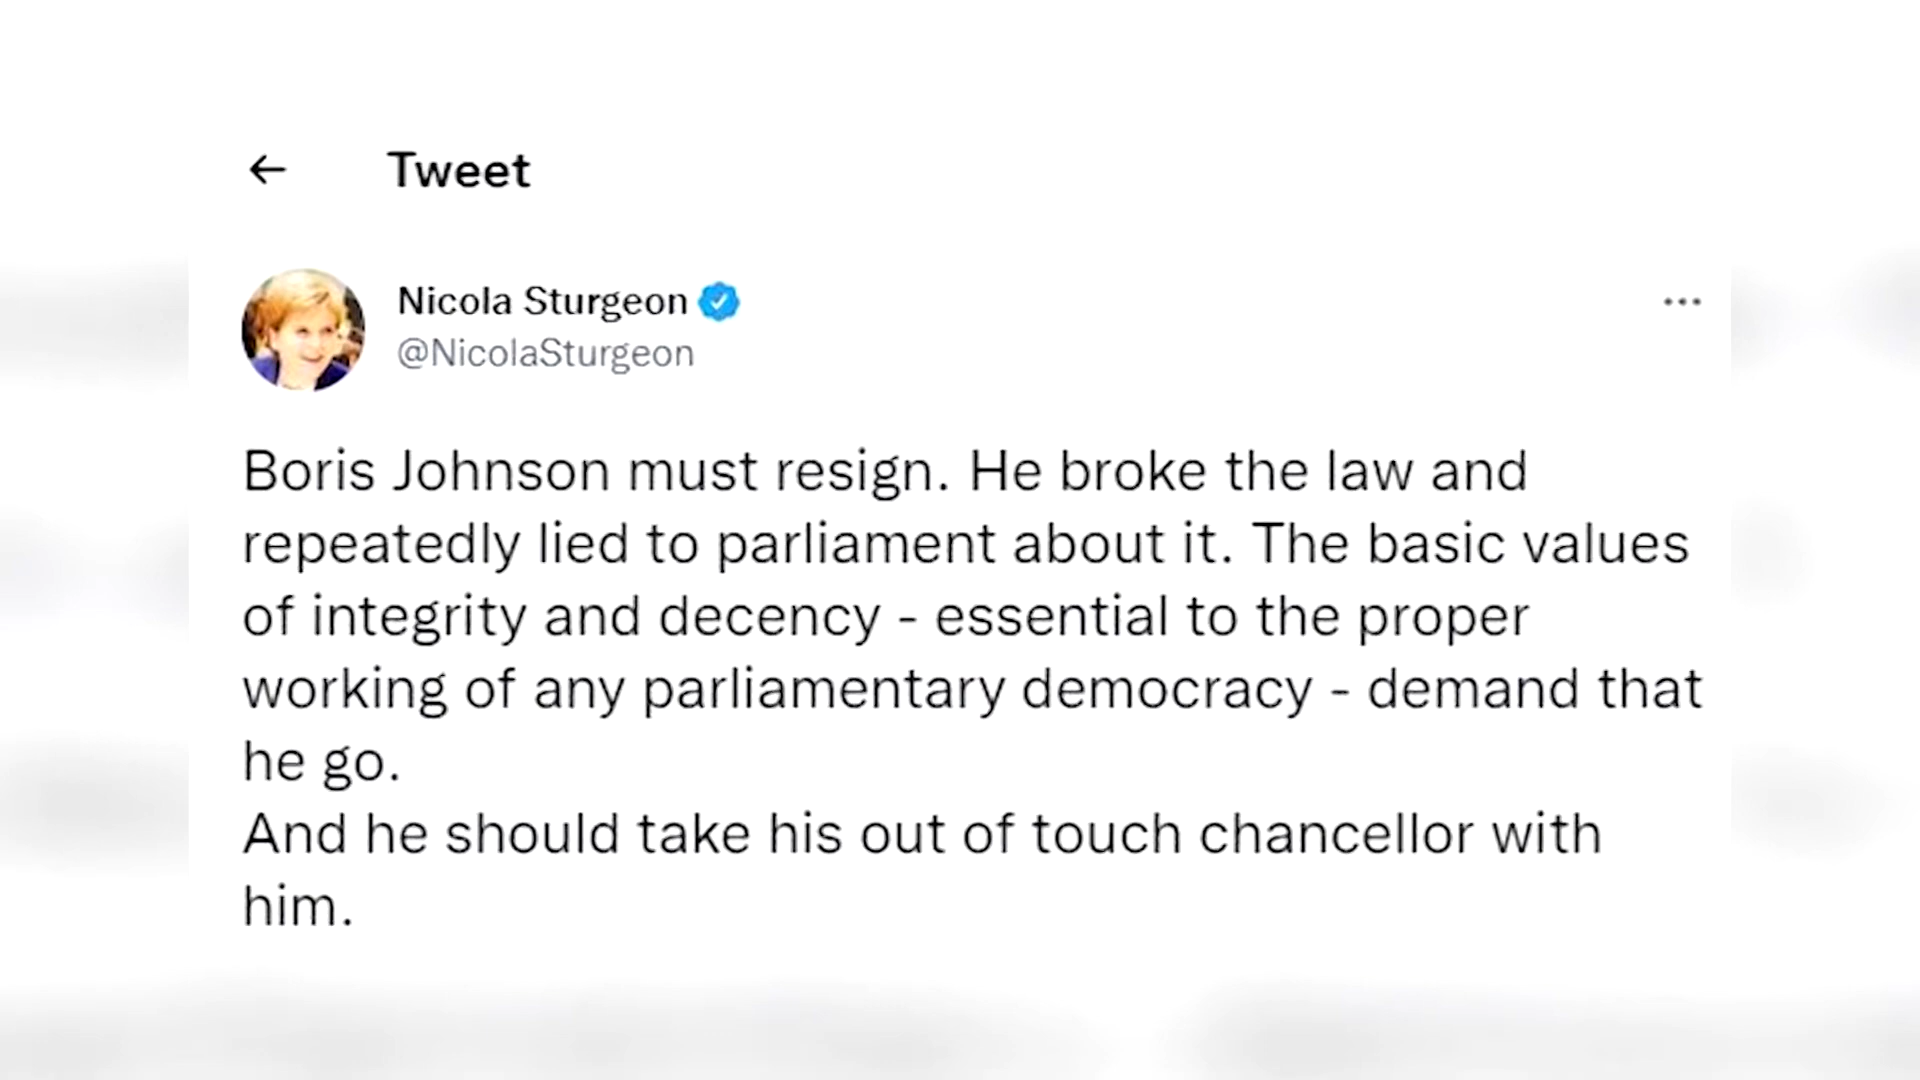 Tweet
Nicola Sturgeon
@NicolaSturgeon
Boris Johnson must resign. He broke the law and
repeatedly lied to parliament about it. The basic values
of integrity and decency - essential to the proper
working of any parliamentary democracy - demand that
he go.
And he should take his out of touch chancellor with
him.